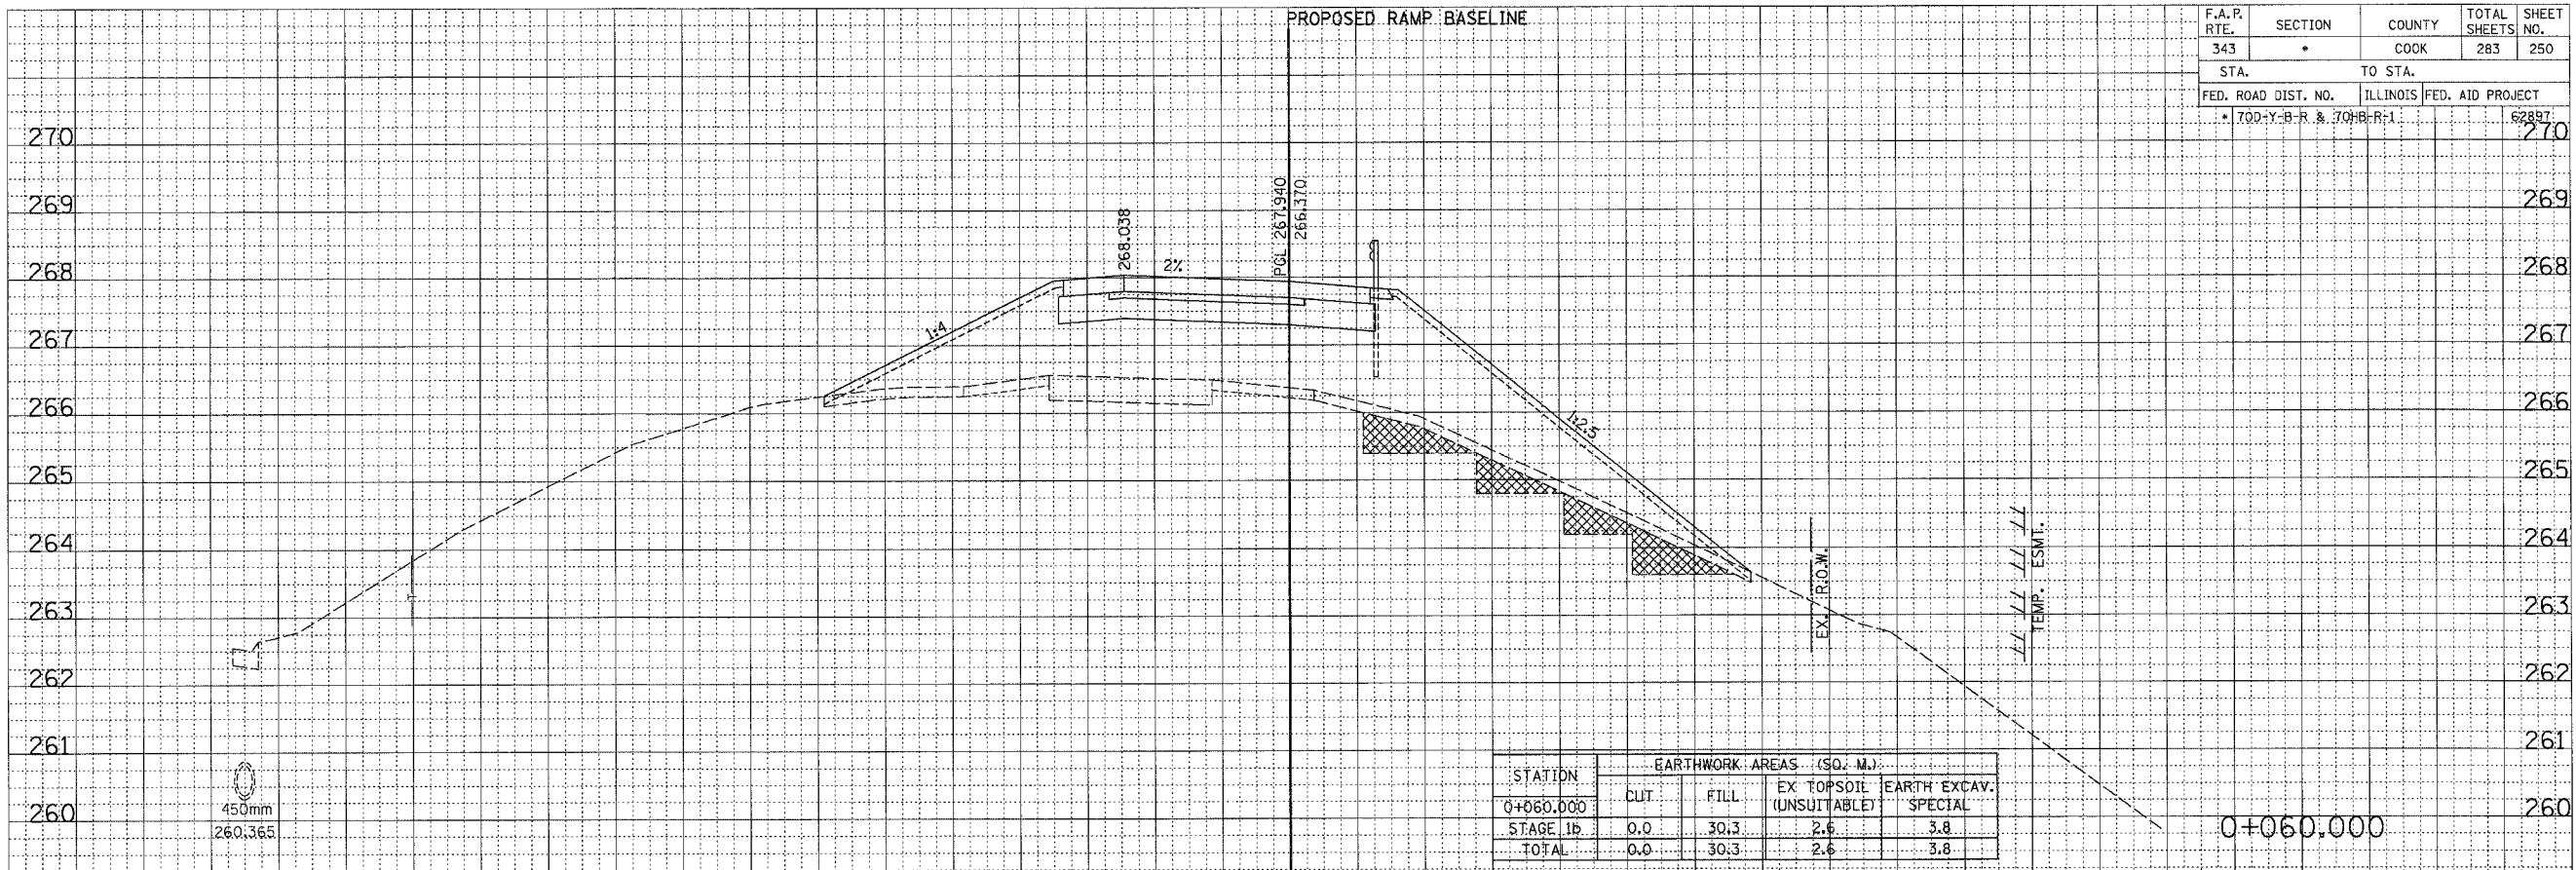 PROPOSED RAMP BASELINE
F.A.P. RTE. SECTION COUNTY TOTAL SHEETS SHEET NO.
343 * COOK 283 250
STA. TO STA.
FED. ROAD DIST. NO. ILLINOIS FED. AID PROJECT
* 70D-Y-B-R & 70HB-R-1 62897
270 270
269 269
268 268
267 267
266 266
265 265
264 264
263 263
262 262
261 261
260 260
268.038
2%
PGL 267.940
266.370
1:4
1:2.5
EX. R.O.W.
TEMP. ESMT.
450mm
260.365
STATION
0+060.000
EARTHWORK AREAS (SQ. M.)
CUT FILL EX TOPSOIL (UNSUITABLE) EARTH EXCAV. SPECIAL
STAGE 1b 0.0 30.3 2.6 3.8
TOTAL 0.0 30.3 2.6 3.8
0+060.000